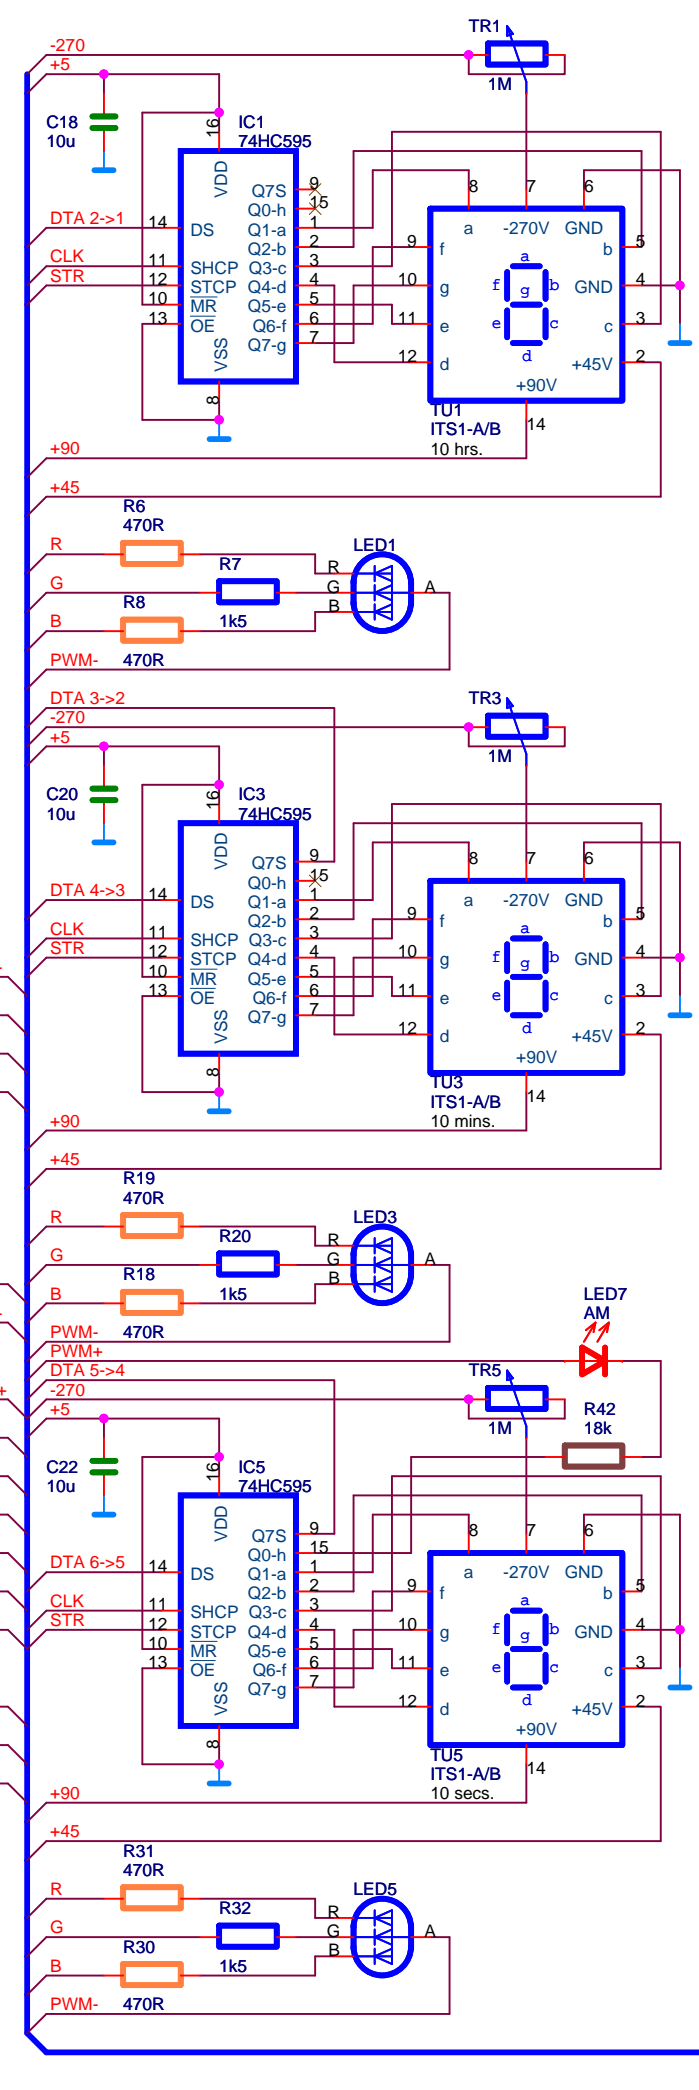 -270
TR1
+5
1M
C18
10u
16
IC1
74HC595
VDD
Q7S 9
Q0-h 15
DTA 2->1 14 DS Q1-a 1
Q2-b 2
CLK 11 SHCP Q3-c 3
STR 12 STCP Q4-d 4
10 MR Q5-e 5
13 OE Q6-f 6
Q7-g 7
VSS
8
8 7 6
a -270V GND
9 f b 5
a
10 g f g b GND 4
11 e e c c 3
d
12 d +45V 2
+90V
TU1
ITS1-A/B
10 hrs.
14
+90
+45
R6
470R
R
R7
LED1
R
G
G
A
R8
B
B
1k5
PWM-
470R
DTA 3->2
-270
TR3
+5
1M
C20
10u
16
IC3
74HC595
VDD
Q7S 9
Q0-h 15
DTA 4->3 14 DS Q1-a 1
Q2-b 2
CLK 11 SHCP Q3-c 3
STR 12 STCP Q4-d 4
10 MR Q5-e 5
13 OE Q6-f 6
Q7-g 7
VSS
8
8 7 6
a -270V GND
9 f b 5
a
10 g f g b GND 4
11 e e c c 3
d
12 d +45V 2
+90V
TU3
ITS1-A/B
10 mins.
14
+90
+45
R19
470R
R
R20
LED3
R
G
G
A
R18
B
B
1k5
PWM-
470R
LED7
AM
PWM+
DTA 5->4
-270
TR5
+5
1M
R42
18k
C22
10u
16
IC5
74HC595
VDD
Q7S 9
Q0-h 15
DTA 6->5 14 DS Q1-a 1
Q2-b 2
CLK 11 SHCP Q3-c 3
STR 12 STCP Q4-d 4
10 MR Q5-e 5
13 OE Q6-f 6
Q7-g 7
VSS
8
8 7 6
a -270V GND
9 f b 5
a
10 g f g b GND 4
11 e e c c 3
d
12 d +45V 2
+90V
TU5
ITS1-A/B
10 secs.
14
+90
+45
R31
470R
R
R32
LED5
R
G
G
A
R30
B
B
1k5
PWM-
470R